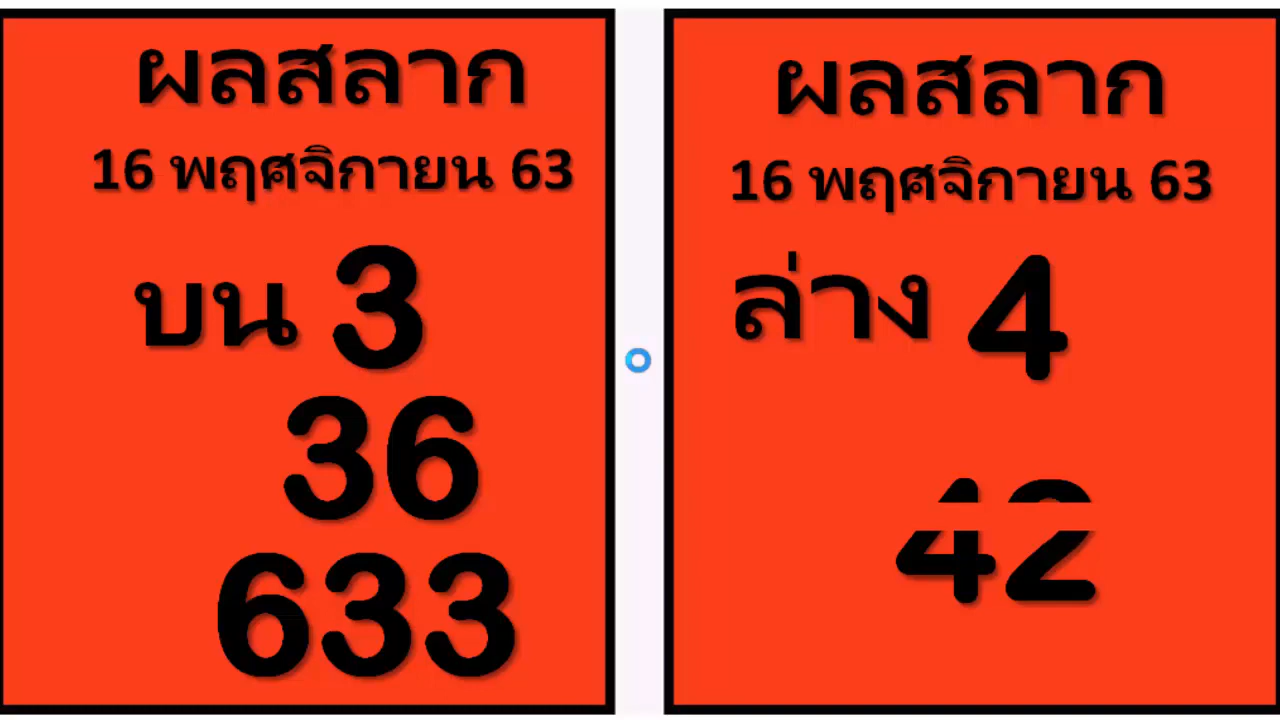 ผลสลาก
16 พฤศจิกายน 63
บน 3
36
633
ผลสลาก
16 พฤศจิกายน 63
ล่าง 4
42